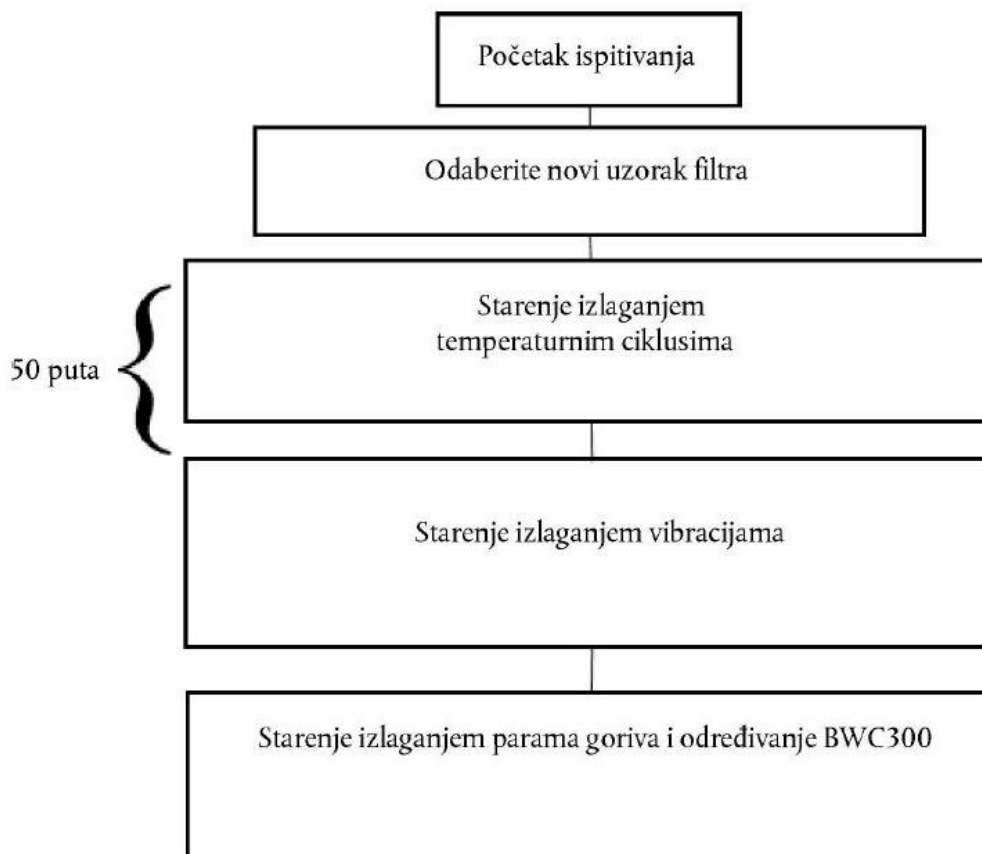 Početak ispitivanja
Odaberite novi uzorak filtra
Starenje izlaganjem
temperaturnim ciklusima
50 puta
Starenje izlaganjem vibracijama
Starenje izlaganjem parama goriva i određivanje BWC300